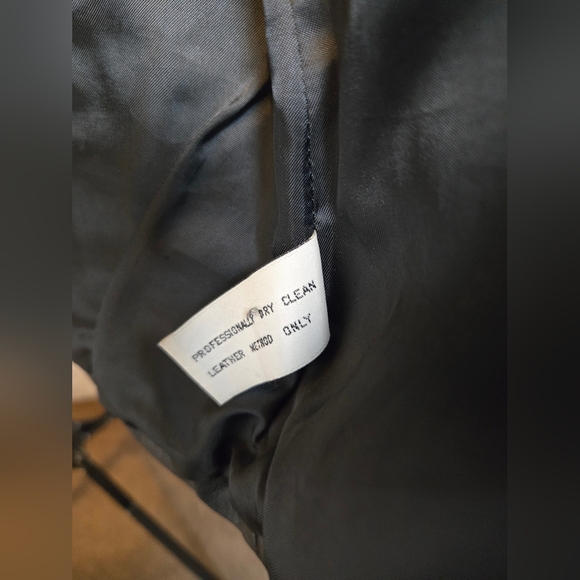 PROFESSIONALLY DRY CLEAN
LEATHER METHOD ONLY